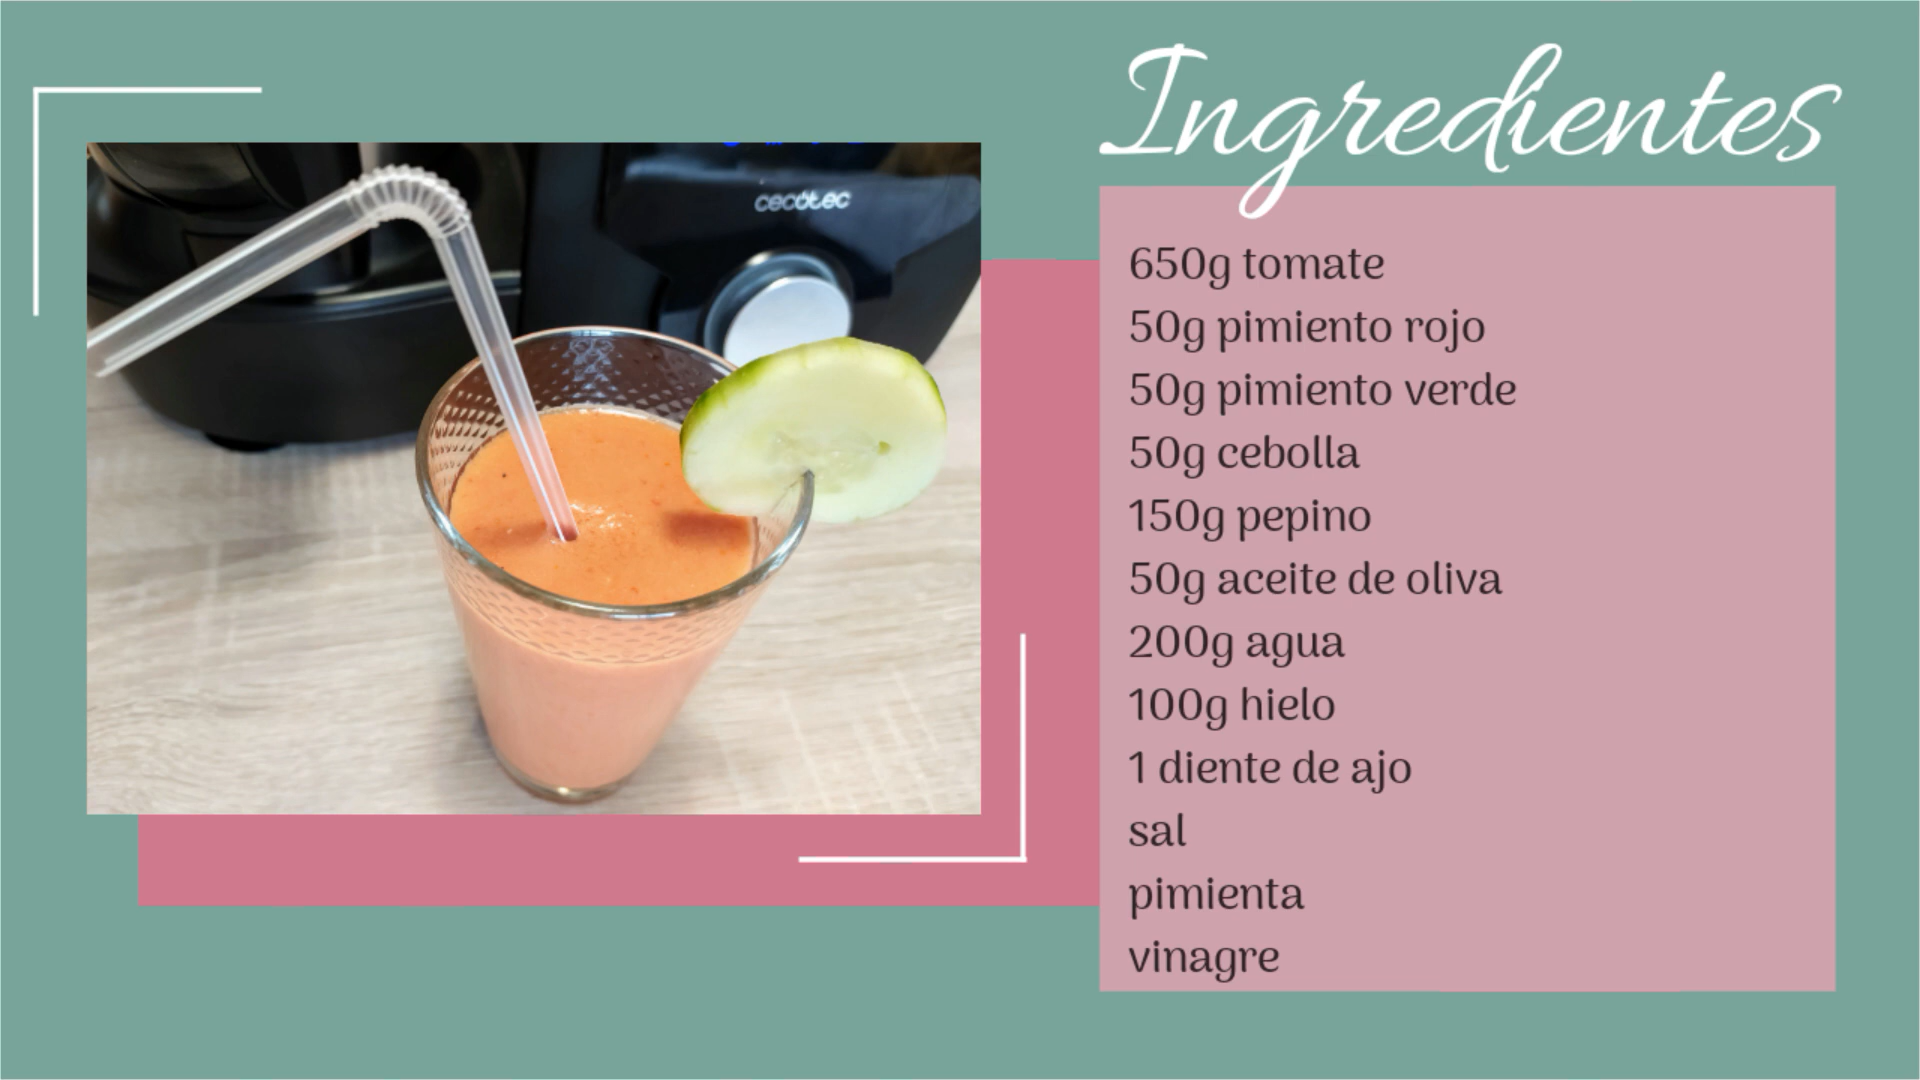 Ingredientes
cecotec
650g tomate
50g pimiento rojo
50g pimiento verde
50g cebolla
150g pepino
50g aceite de oliva
200g agua
100g hielo
1 diente de ajo
sal
pimienta
vinagre